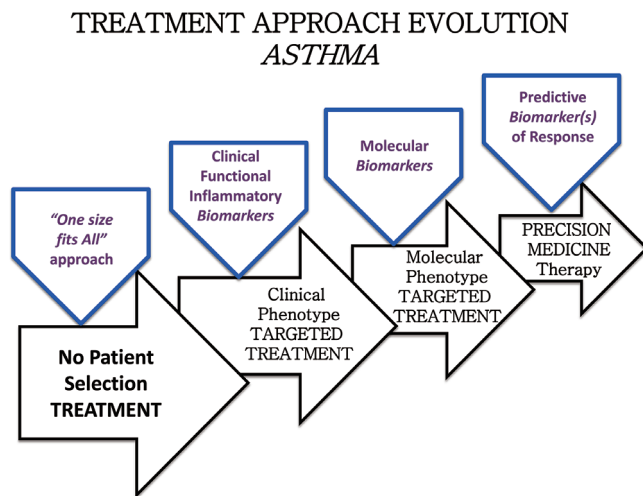 TREATMENT APPROACH EVOLUTION
ASTHMA
"One size
fits All"
approach
No Patient
Selection
TREATMENT
Clinical
Functional
Inflammatory
Biomarkers
Clinical
Phenotype
TARGETED
TREATMENT
Molecular
Biomarkers
Molecular
Phenotype
TARGETED
TREATMENT
Predictive
Biomarker(s)
of Response
PRECISION
MEDICINE
Therapy